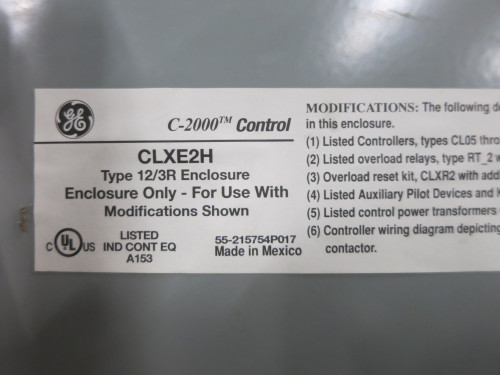 GE
C-2000™ Control
CLXE2H
Type 12/3R Enclosure
Enclosure Only - For Use With
Modifications Shown
C UL US LISTED
IND CONT EQ
A153
55-215754P017
Made in Mexico
MODIFICATIONS: The following
in this enclosure.
(1) Listed Controllers, types CL05
(2) Listed overload relays, type RT_2
(3) Overload reset kit, CLXR2 with
(4) Listed Auxiliary Pilot Devices and
(5) Listed control power transformers
(6) Controller wiring diagram
contactor.